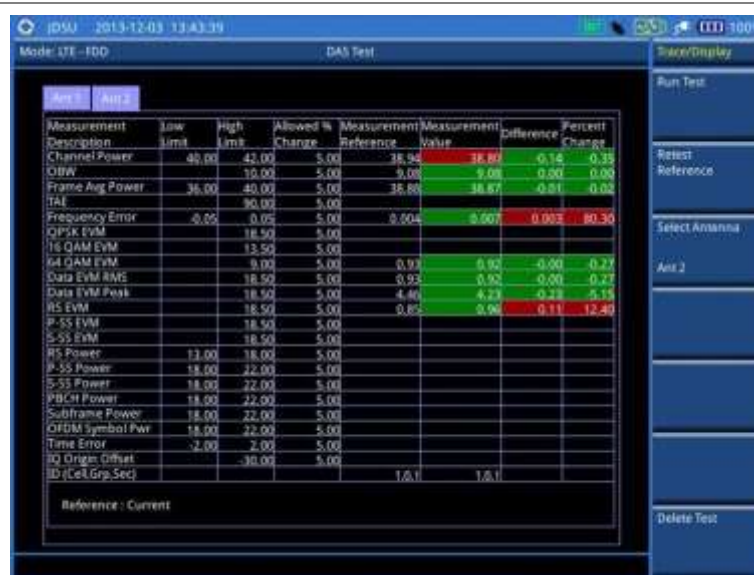 JDSU 2013-12-03 13:43:39 100%
Mode: LTE - FDD DAS Test Trace/Display
Ant 1 Ant 2
Measurement Description Low Limit High Limit Allowed % Change Measurement Reference Measurement Value Difference Percent Change
Channel Power 40.00 42.00 5.00 38.94 38.80 -0.14 -0.35
OBW 10.00 5.00 9.08 9.08 0.00 0.00
Frame Avg Power 36.00 40.00 5.00 38.88 38.87 -0.01 -0.02
TAE 90.00 5.00
Frequency Error -0.05 0.05 5.00 0.004 0.007 0.003 80.30
QPSK EVM 18.50 5.00
16 QAM EVM 13.50 5.00
64 QAM EVM 9.00 5.00 0.93 0.92 -0.00 -0.27
Data EVM RMS 18.50 5.00 0.93 0.92 -0.00 -0.27
Data EVM Peak 18.50 5.00 4.46 4.23 -0.23 -5.15
RS EVM 18.50 5.00 0.85 0.96 0.11 12.40
P-SS EVM 18.50 5.00
S-SS EVM 18.50 5.00
RS Power 13.00 18.00 5.00
P-SS Power 18.00 22.00 5.00
S-SS Power 18.00 22.00 5.00
PBCH Power 18.00 22.00 5.00
Subframe Power 18.00 22.00 5.00
OFDM Symbol Pwr 18.00 22.00 5.00
Time Error -2.00 2.00 5.00
IQ Origin Offset -30.00 5.00
ID (Cell,Grp,Sec) 1,0,1 1,0,1
Reference : Current
Run Test
Retest
Reference
Select Antenna
Ant 2
Delete Test